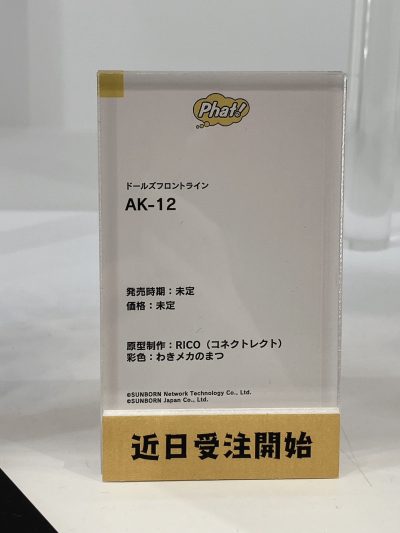 Phat!
ドールズフロントライン
AK-12
発売時期：未定
価格：未定
原型制作：RICO（コネクトレクト）
彩色：わきメカのまつ
©SUNBORN Network Technology Co., Ltd.
©SUNBORN Japan Co., Ltd.
近日受注開始